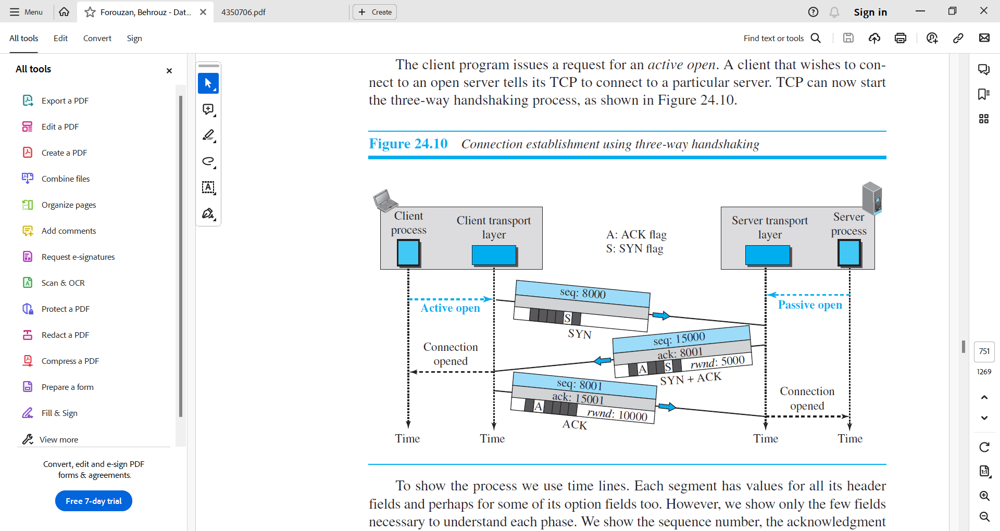 Menu
Forouzan, Behrouz - Dat...
4350706.pdf
Create
Sign in
All tools
Edit
Convert
Sign
Find text or tools
All tools
Export a PDF
Edit a PDF
Create a PDF
Combine files
Organize pages
Add comments
Request e-signatures
Scan & OCR
Protect a PDF
Redact a PDF
Compress a PDF
Prepare a form
Fill & Sign
View more
Convert, edit and e-sign PDF
forms & agreements.
Free 7-day trial
The client program issues a request for an active open. A client that wishes to con-
nect to an open server tells its TCP to connect to a particular server. TCP can now start
the three-way handshaking process, as shown in Figure 24.10.
Figure 24.10 Connection establishment using three-way handshaking
Client
process
Client transport
layer
A: ACK flag
S: SYN flag
Server transport
layer
Server
process
Active open
seq: 8000
S
SYN
Passive open
seq: 15000
ack: 8001
A S rwnd: 5000
SYN + ACK
Connection
opened
seq: 8001
ack: 15001
A rwnd: 10000
ACK
Connection
opened
Time
Time
Time
Time
To show the process we use time lines. Each segment has values for all its header
fields and perhaps for some of its option fields too. However, we show only the few fields
necessary to understand each phase. We show the sequence number, the acknowledgment
751
1269
1:1